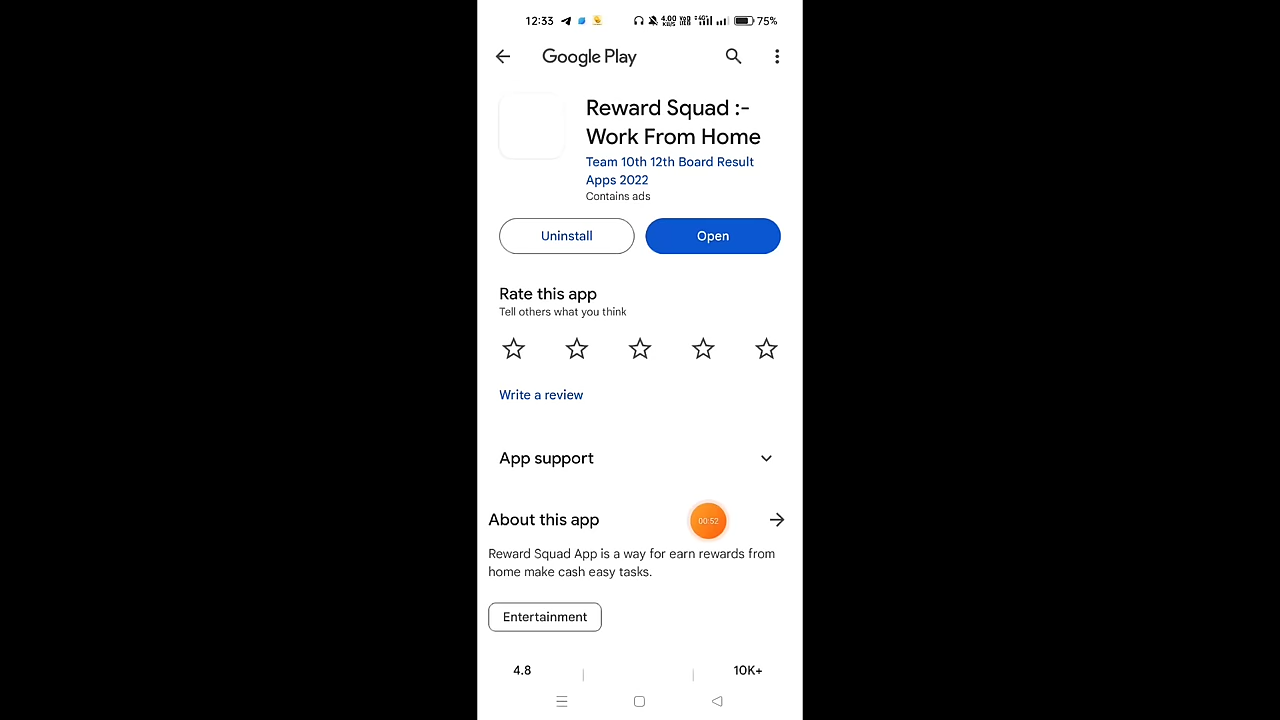 12:33
75%
Google Play
Reward Squad :-
Work From Home
Team 10th 12th Board Result
Apps 2022
Contains ads
Uninstall
Open
Rate this app
Tell others what you think
Write a review
App support
About this app
00:52
Reward Squad App is a way for earn rewards from
home make cash easy tasks.
Entertainment
4.8
10K+